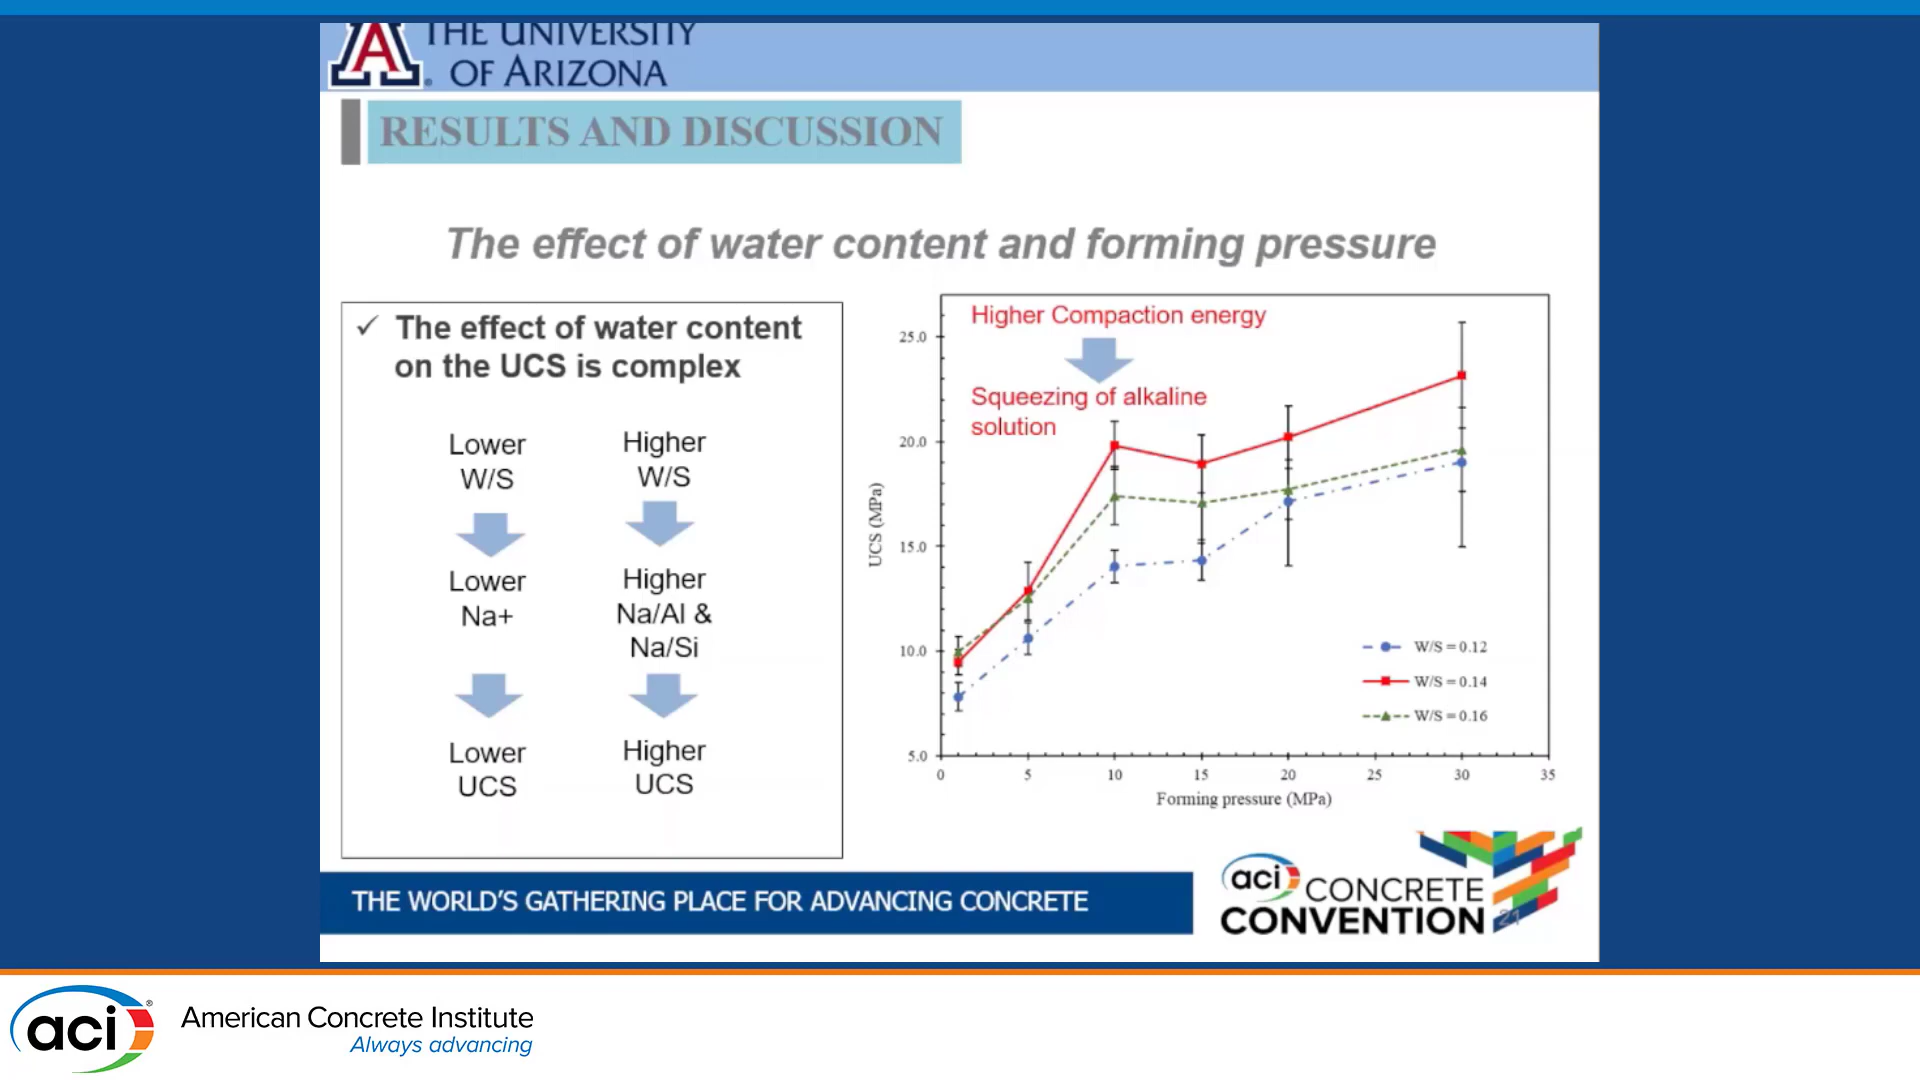 THE UNIVERSITY
OF ARIZONA
RESULTS AND DISCUSSION
The effect of water content and forming pressure
✓ The effect of water content
on the UCS is complex
Lower
W/S
Higher
W/S
Lower
Na+
Higher
Na/Al &
Na/Si
Lower
UCS
Higher
UCS
Higher Compaction energy
Squeezing of alkaline
solution
25.0
20.0
15.0
10.0
5.0
UCS (MPa)
0 5 10 15 20 25 30 35
Forming pressure (MPa)
W/S = 0.12
W/S = 0.14
W/S = 0.16
THE WORLD'S GATHERING PLACE FOR ADVANCING CONCRETE
aci CONCRETE
CONVENTION
21
aci®
American Concrete Institute
Always advancing